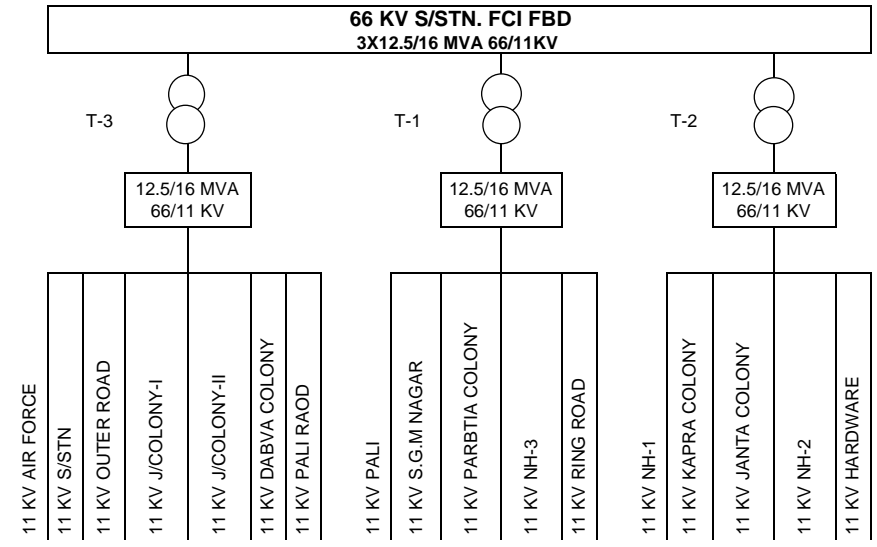 66 KV S/STN. FCI FBD
3X12.5/16 MVA 66/11KV
T-3
T-1
T-2
12.5/16 MVA
66/11 KV
12.5/16 MVA
66/11 KV
12.5/16 MVA
66/11 KV
11 KV AIR FORCE
11 KV S/STN
11 KV OUTER ROAD
11 KV J/COLONY-I
11 KV J/COLONY-II
11 KV DABVA COLONY
11 KV PALI RAOD
11 KV PALI
11 KV S.G.M NAGAR
11 KV PARBTIA COLONY
11 KV NH-3
11 KV RING ROAD
11 KV NH-1
11 KV KAPRA COLONY
11 KV JANTA COLONY
11 KV NH-2
11 KV HARDWARE